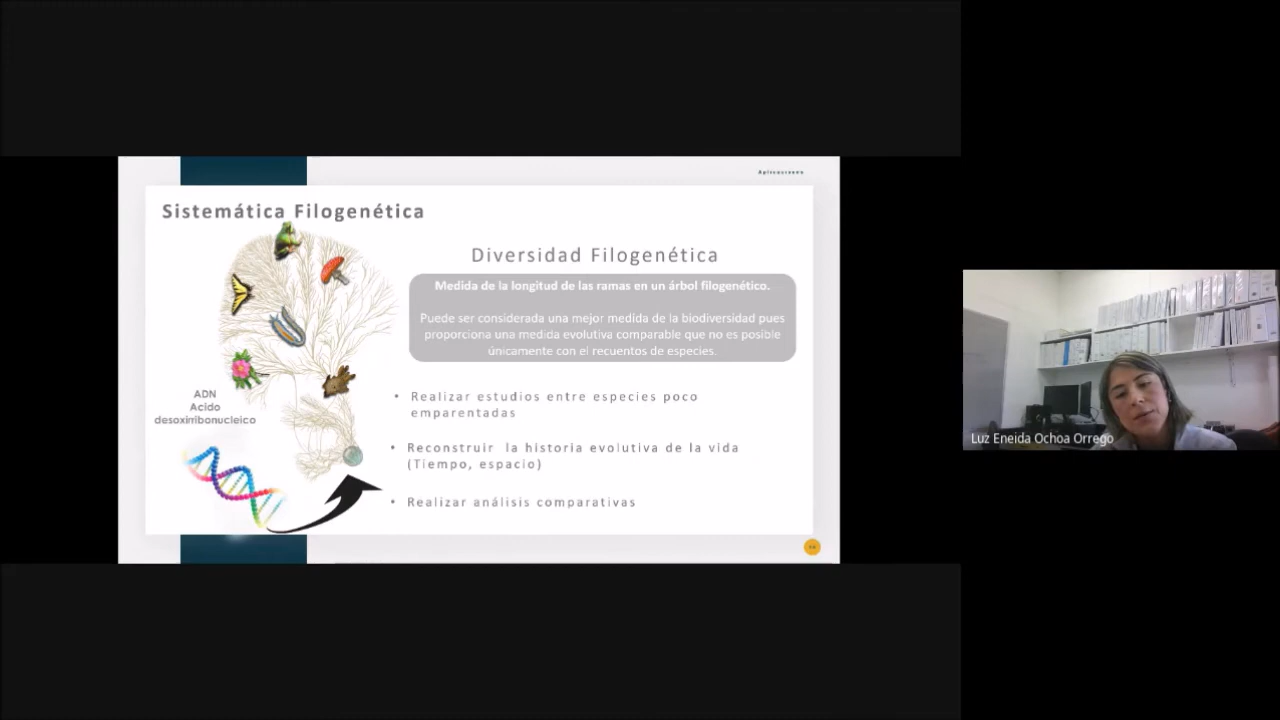 Aplicaciones
Sistemática Filogenética
Diversidad Filogenética
Medida de la longitud de las ramas en un árbol filogenético.
Puede ser considerada una mejor medida de la biodiversidad pues
proporciona una medida evolutiva comparable que no es posible
únicamente con el recuentos de especies.
ADN
Acido
desoxirribonucleico
• Realizar estudios entre especies poco
emparentadas
• Reconstruir la historia evolutiva de la vida
(Tiempo, espacio)
• Realizar análisis comparativas
Luz Eneida Ochoa Orrego